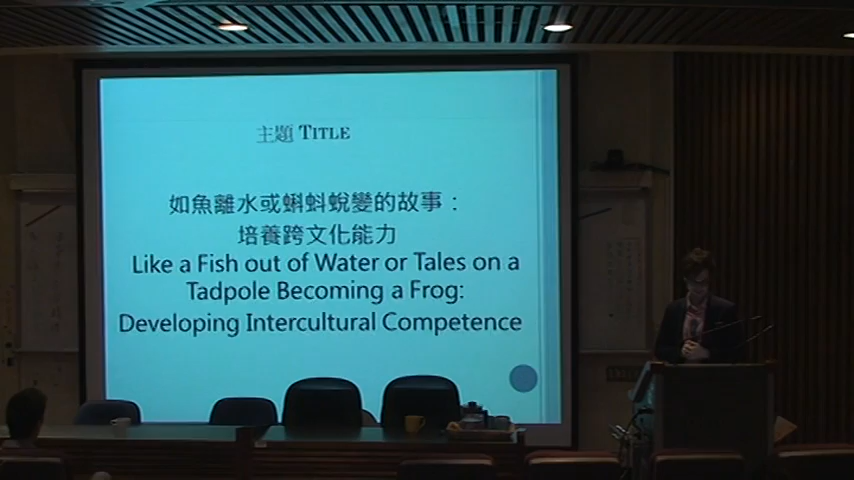 主題 TITLE
如魚離水或蝌蚪蛻變的故事：
培養跨文化能力
Like a Fish out of Water or Tales on a
Tadpole Becoming a Frog:
Developing Intercultural Competence